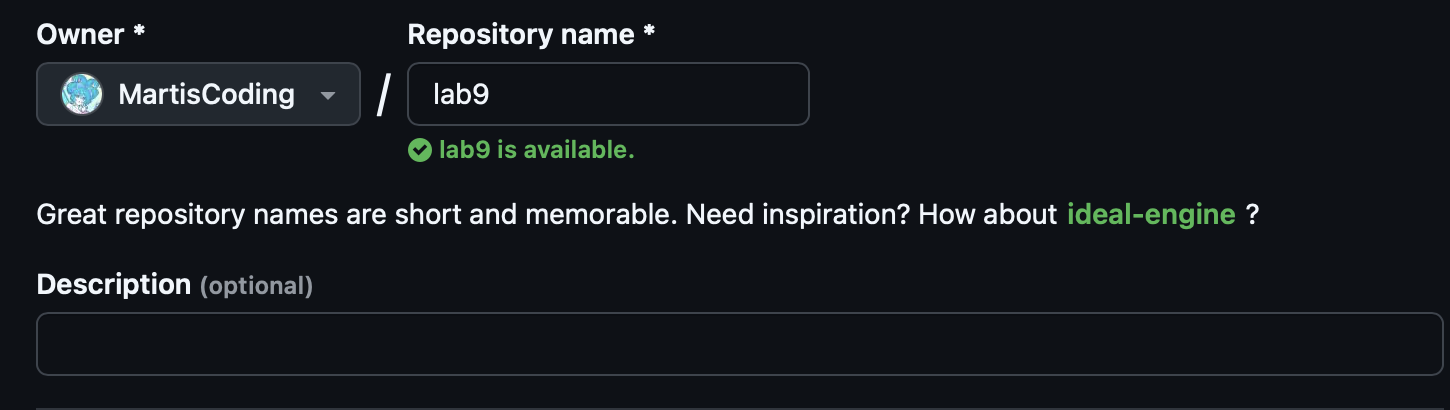 Owner * Repository name *
MartisCoding / lab9
lab9 is available.
Great repository names are short and memorable. Need inspiration? How about ideal-engine ?
Description (optional)